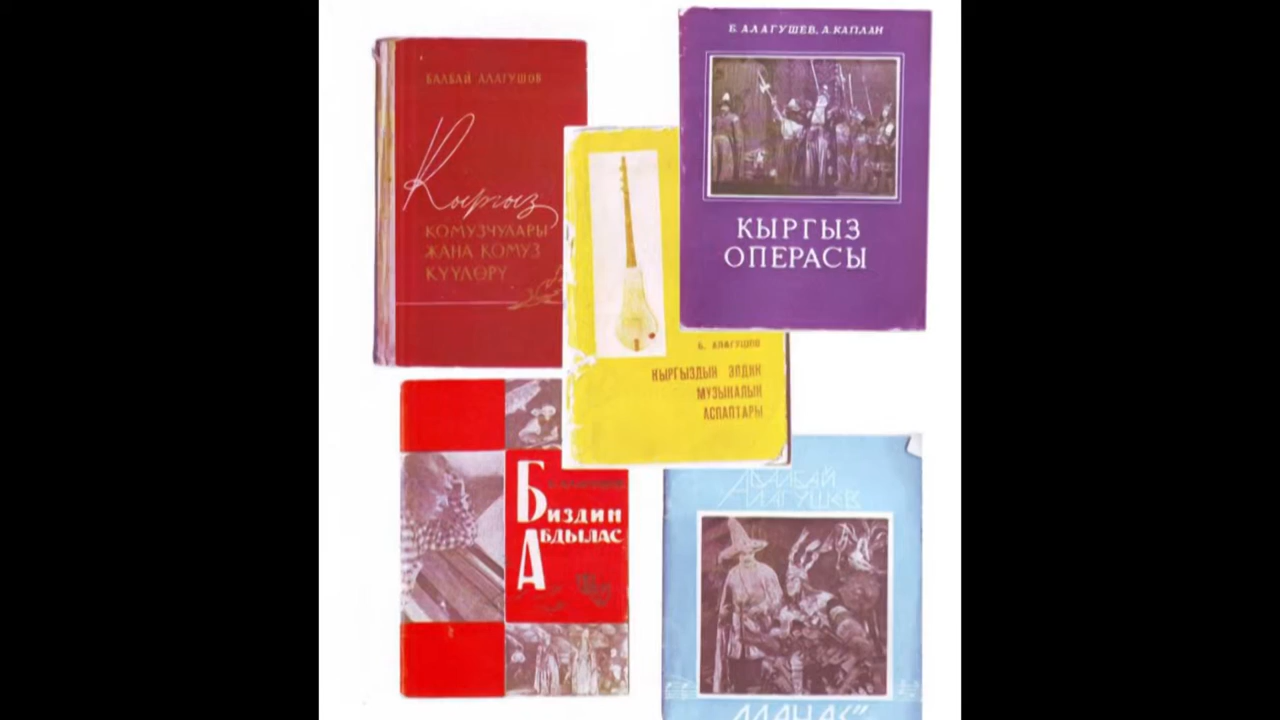 БАЛБАЙ АЛАГУШОВ
Кыргыз
КОМУЗЧУЛАРЫ
ЖАНА КОМУЗ
КҮҮЛӨРҮ
Б. АЛАГУШЕВ, А. КАПЛАН
КЫРГЫЗ
ОПЕРАСЫ
Б. АЛАГУШОВ
КЫРГЫЗДЫН ЭЛДИК
МУЗЫКАЛЫК
АСПАПТАРЫ
Биздин
Абдылас
БАЛБАЙ
АЛАГУШЕВ